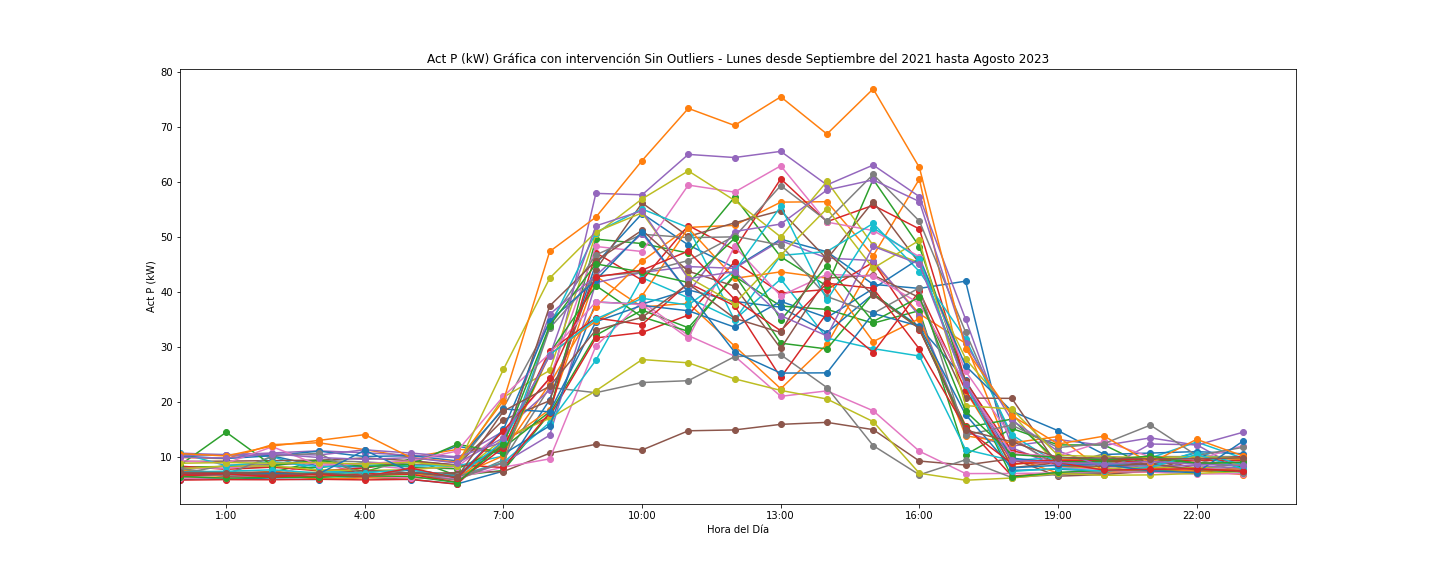 Act P (kW) Gráfica con intervención Sin Outliers - Lunes desde Septiembre del 2021 hasta Agosto 2023
80
70
60
50
40
30
20
10
Act P (kW)
1:00 4:00 7:00 10:00 13:00 16:00 19:00 22:00
Hora del Día